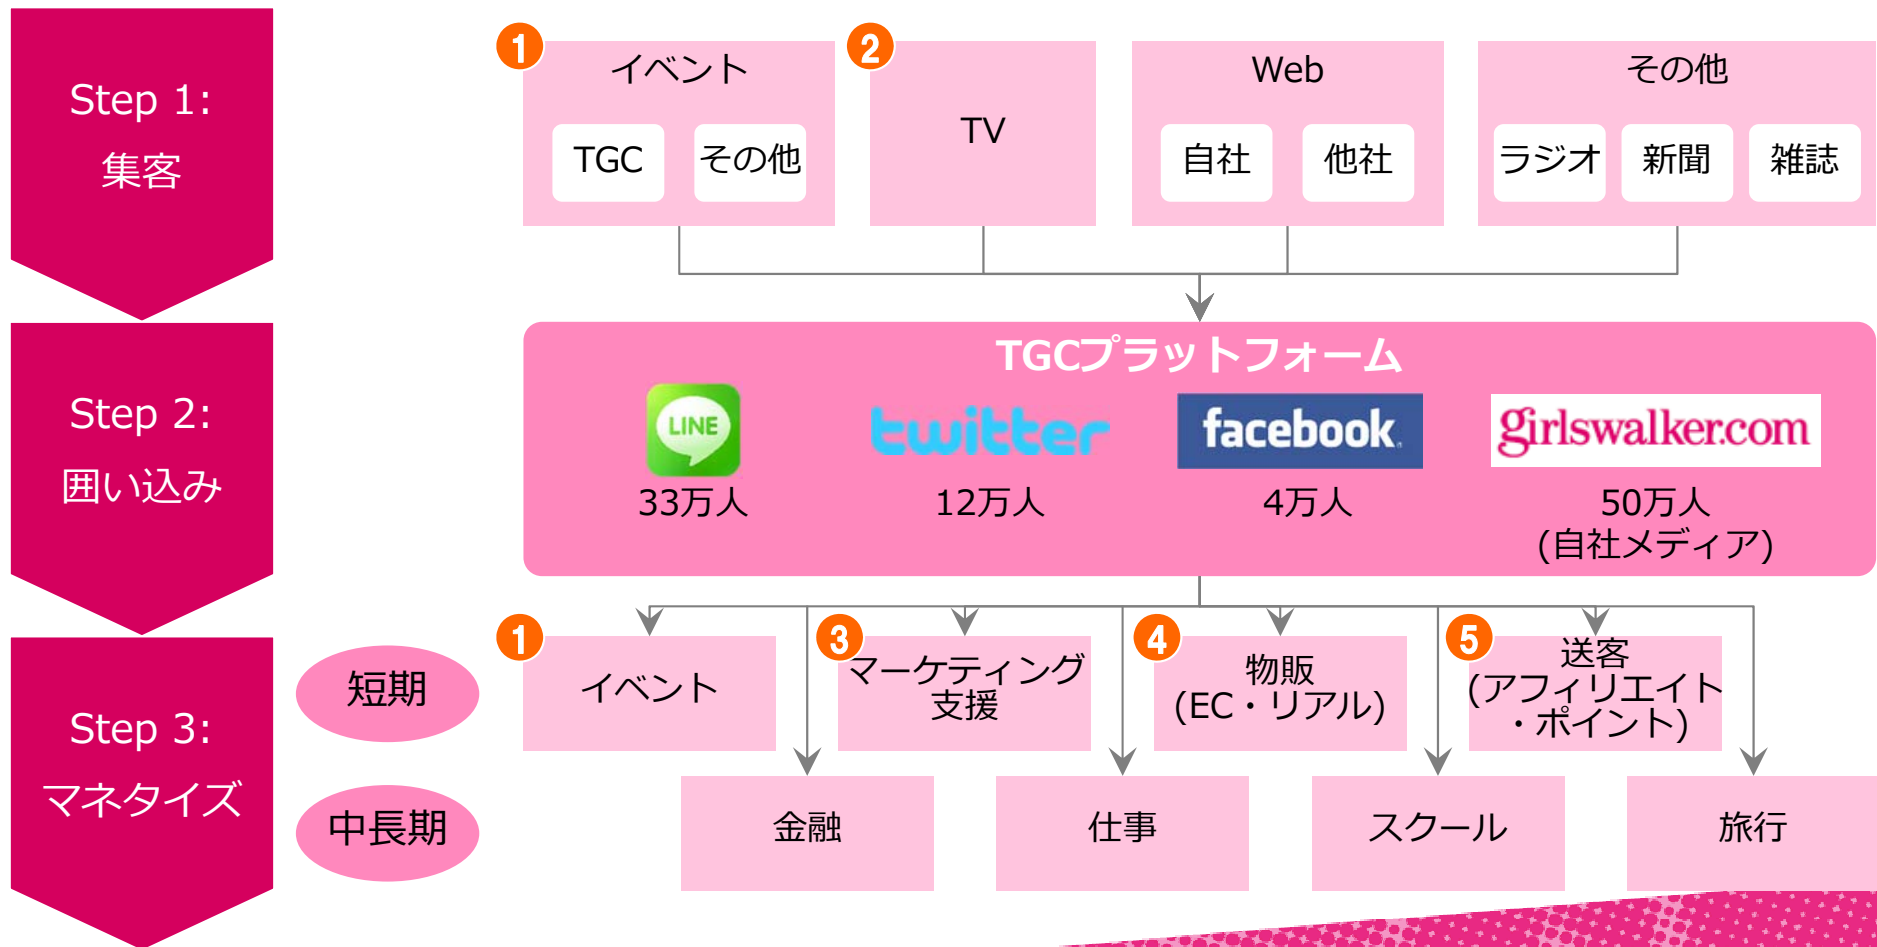 Step 1:
集客
1
イベント
TGC
その他
2
TV
Web
自社
他社
その他
ラジオ
新聞
雑誌
Step 2:
囲い込み
TGCプラットフォーム
LINE
33万人
twitter
12万人
facebook
4万人
girlswalker.com
50万人
(自社メディア)
Step 3:
マネタイズ
短期
1
イベント
3
マーケティング
支援
4
物販
(EC・リアル)
5
送客
(アフィリエイト
・ポイント)
中長期
金融
仕事
スクール
旅行